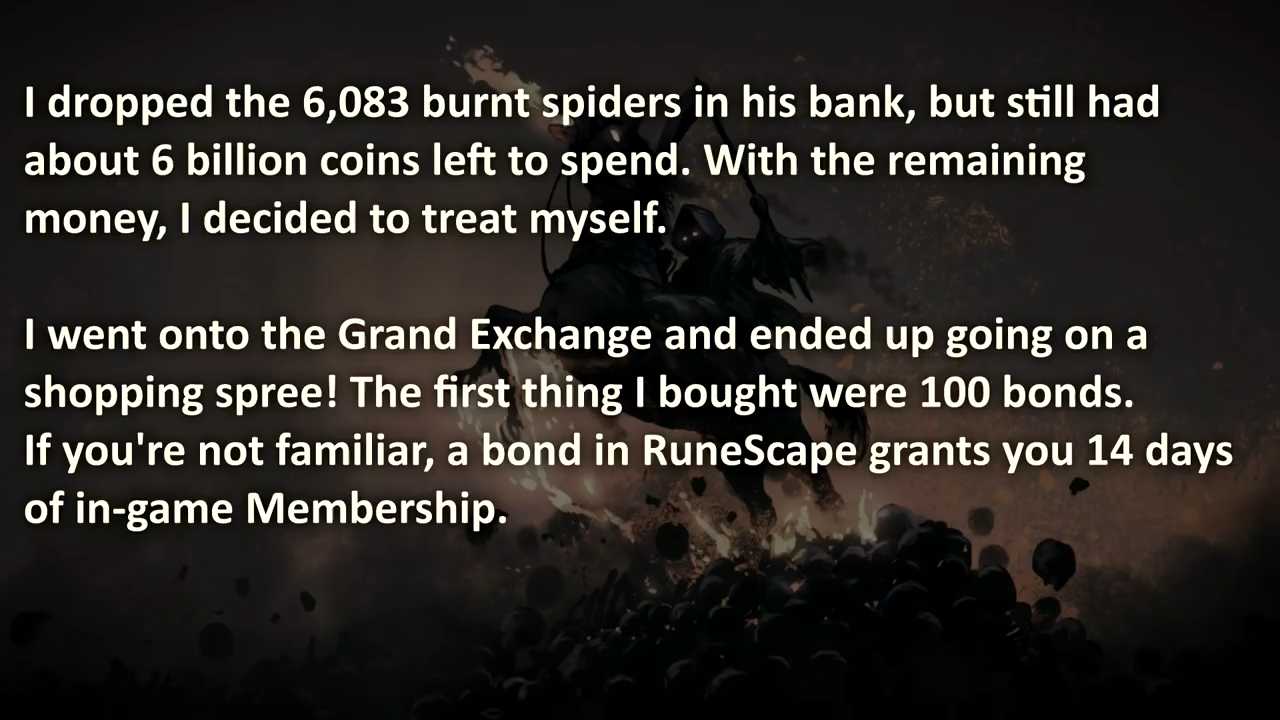 I dropped the 6,083 burnt spiders in his bank, but still had
about 6 billion coins left to spend. With the remaining
money, I decided to treat myself.
I went onto the Grand Exchange and ended up going on a
shopping spree! The first thing I bought were 100 bonds.
If you're not familiar, a bond in RuneScape grants you 14 days
of in-game Membership.